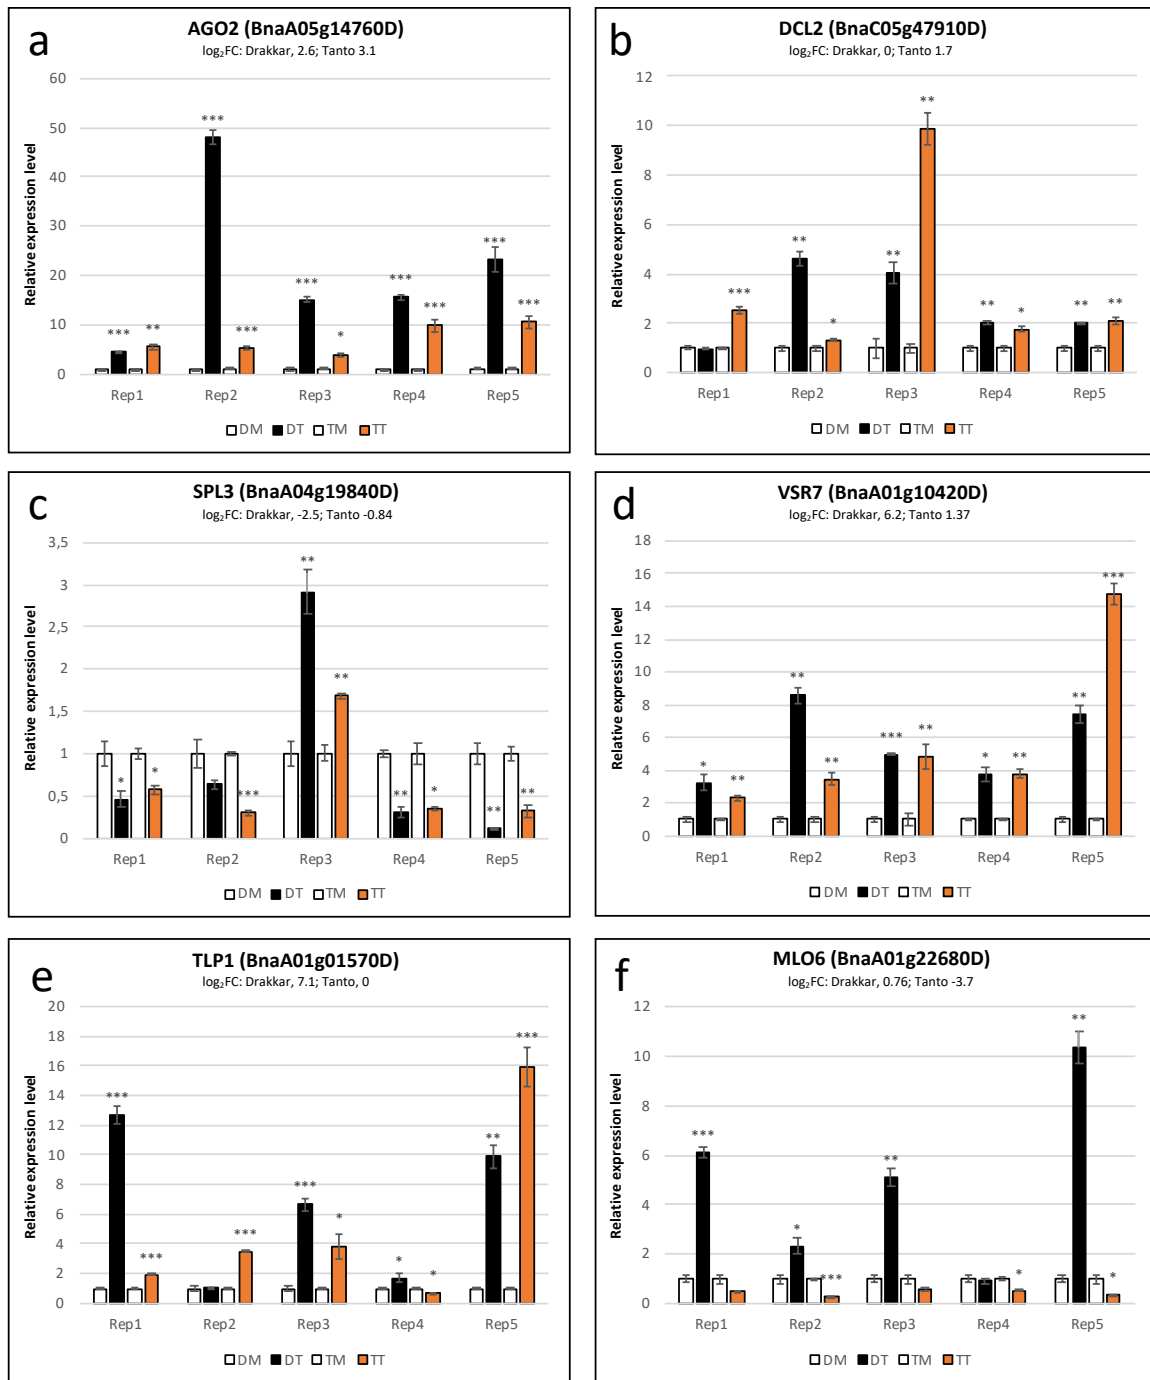 a
AGO2 (BnaA05g14760D)
log₂FC: Drakkar, 2.6; Tanto 3.1
Relative expression level
60
50
40
30
20
10
0
*** ** *** *** *** * *** *** *** ***
Rep1 Rep2 Rep3 Rep4 Rep5
DM DT TM TT
b
DCL2 (BnaC05g47910D)
log₂FC: Drakkar, 0; Tanto 1.7
Relative expression level
12
10
8
6
4
2
0
*** ** * ** ** ** * ** **
Rep1 Rep2 Rep3 Rep4 Rep5
DM DT TM TT
c
SPL3 (BnaA04g19840D)
log₂FC: Drakkar, -2.5; Tanto -0.84
Relative expression level
3,5
3
2,5
2
1,5
1
0,5
0
* * *** ** ** ** * ** **
Rep1 Rep2 Rep3 Rep4 Rep5
DM DT TM TT
d
VSR7 (BnaA01g10420D)
log₂FC: Drakkar, 6.2; Tanto 1.37
Relative expression level
18
16
14
12
10
8
6
4
2
0
* ** ** ** *** ** * ** ** ***
Rep1 Rep2 Rep3 Rep4 Rep5
DM DT TM TT
e
TLP1 (BnaA01g01570D)
log₂FC: Drakkar, 7.1; Tanto, 0
Relative expression level
20
18
16
14
12
10
8
6
4
2
0
*** *** *** *** * * * ** ***
Rep1 Rep2 Rep3 Rep4 Rep5
DM DT TM TT
f
MLO6 (BnaA01g22680D)
log₂FC: Drakkar, 0.76; Tanto -3.7
Relative expression level
12
10
8
6
4
2
0
*** * *** ** * ** *
Rep1 Rep2 Rep3 Rep4 Rep5
DM DT TM TT